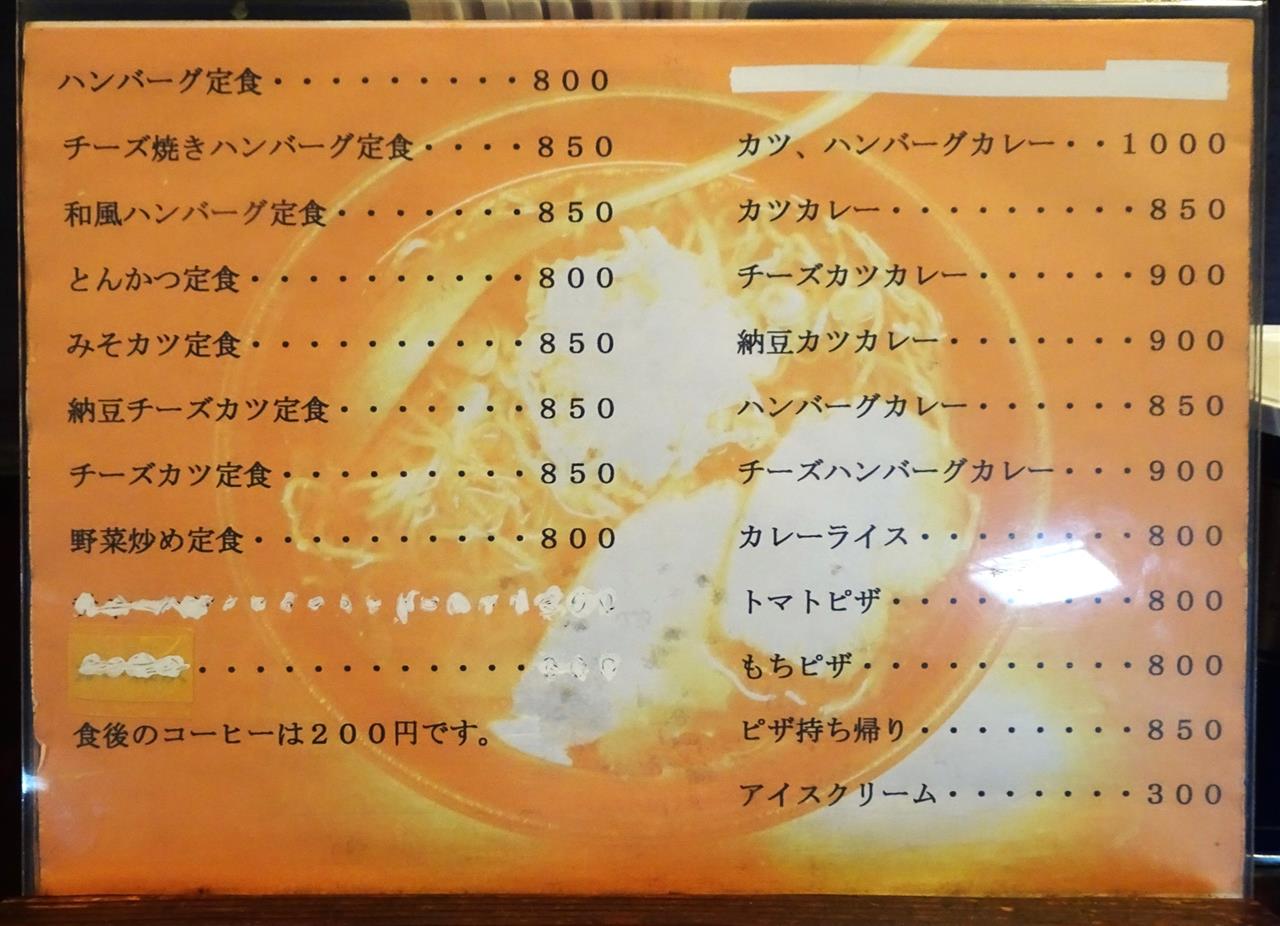 ハンバーグ定食・・・・・・・・・800
チーズ焼きハンバーグ定食・・・・850
和風ハンバーグ定食・・・・・・・850
とんかつ定食・・・・・・・・・・800
みそカツ定食・・・・・・・・・・850
納豆チーズカツ定食・・・・・・・850
チーズカツ定食・・・・・・・・・850
野菜炒め定食・・・・・・・・・・800
食後のコーヒーは200円です。
カツ、ハンバーグカレー・・1000
カツカレー・・・・・・・・・850
チーズカツカレー・・・・・・900
納豆カツカレー・・・・・・・900
ハンバーグカレー・・・・・・850
チーズハンバーグカレー・・・900
カレーライス・・・・・・・・800
トマトピザ・・・・・・・・・800
もちピザ・・・・・・・・・・800
ピザ持ち帰り・・・・・・・・850
アイスクリーム・・・・・・・300